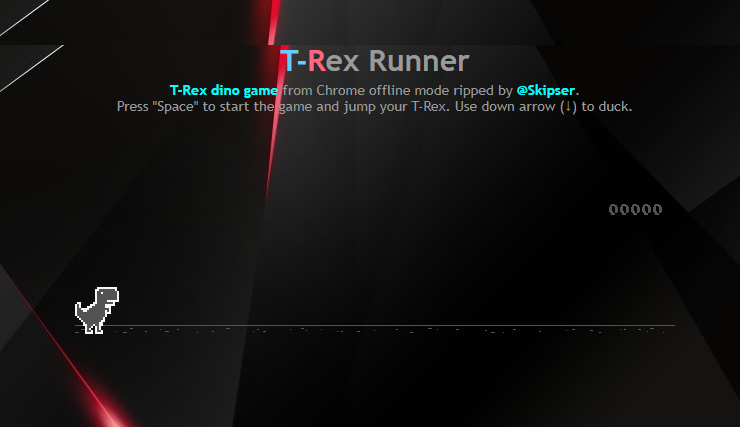 T-Rex Runner
T-Rex dino game from Chrome offline mode ripped by @Skipser.
Press "Space" to start the game and jump your T-Rex. Use down arrow (↓) to duck.
00000